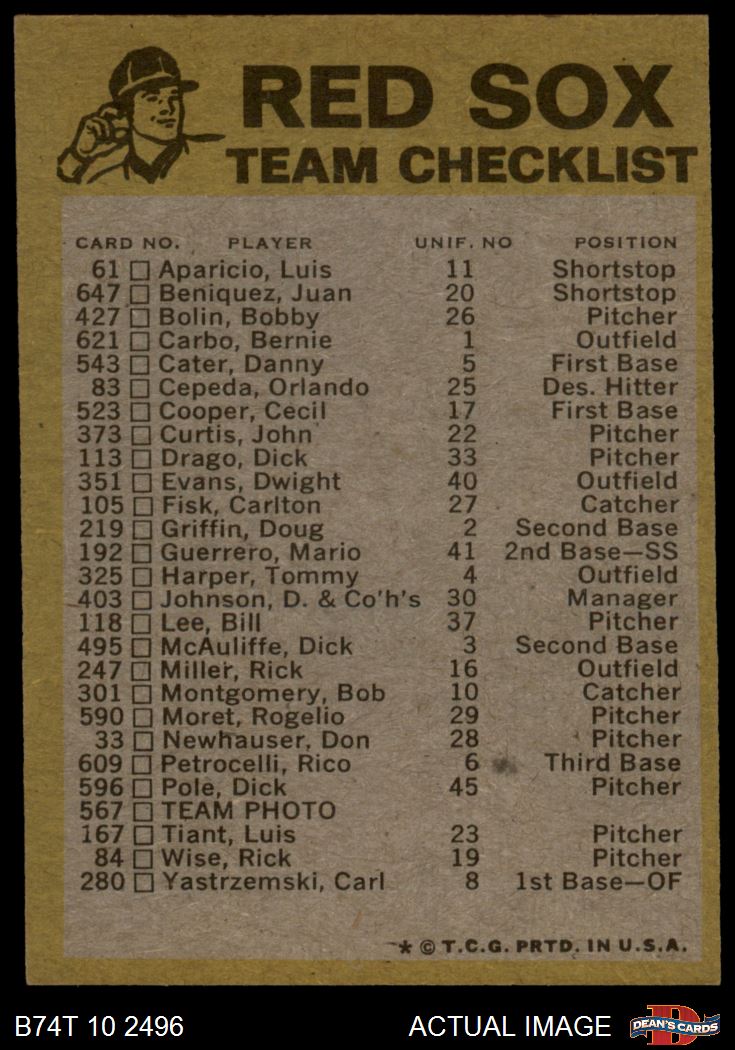 RED SOX
TEAM CHECKLIST
CARD NO. PLAYER UNIF. NO POSITION
61 Aparicio, Luis 11 Shortstop
647 Beniquez, Juan 20 Shortstop
427 Bolin, Bobby 26 Pitcher
621 Carbo, Bernie 1 Outfield
543 Cater, Danny 5 First Base
83 Cepeda, Orlando 25 Des. Hitter
523 Cooper, Cecil 17 First Base
373 Curtis, John 22 Pitcher
113 Drago, Dick 33 Pitcher
351 Evans, Dwight 40 Outfield
105 Fisk, Carlton 27 Catcher
219 Griffin, Doug 2 Second Base
192 Guerrero, Mario 41 2nd Base—SS
325 Harper, Tommy 4 Outfield
403 Johnson, D. & Co'h's 30 Manager
118 Lee, Bill 37 Pitcher
495 McAuliffe, Dick 3 Second Base
247 Miller, Rick 16 Outfield
301 Montgomery, Bob 10 Catcher
590 Moret, Rogelio 29 Pitcher
33 Newhauser, Don 28 Pitcher
609 Petrocelli, Rico 6 Third Base
596 Pole, Dick 45 Pitcher
567 TEAM PHOTO
167 Tiant, Luis 23 Pitcher
84 Wise, Rick 19 Pitcher
280 Yastrzemski, Carl 8 1st Base—OF
* © T.C.G. PRTD. IN U.S.A.
B74T 10 2496 ACTUAL IMAGE D DEAN'S CARDS